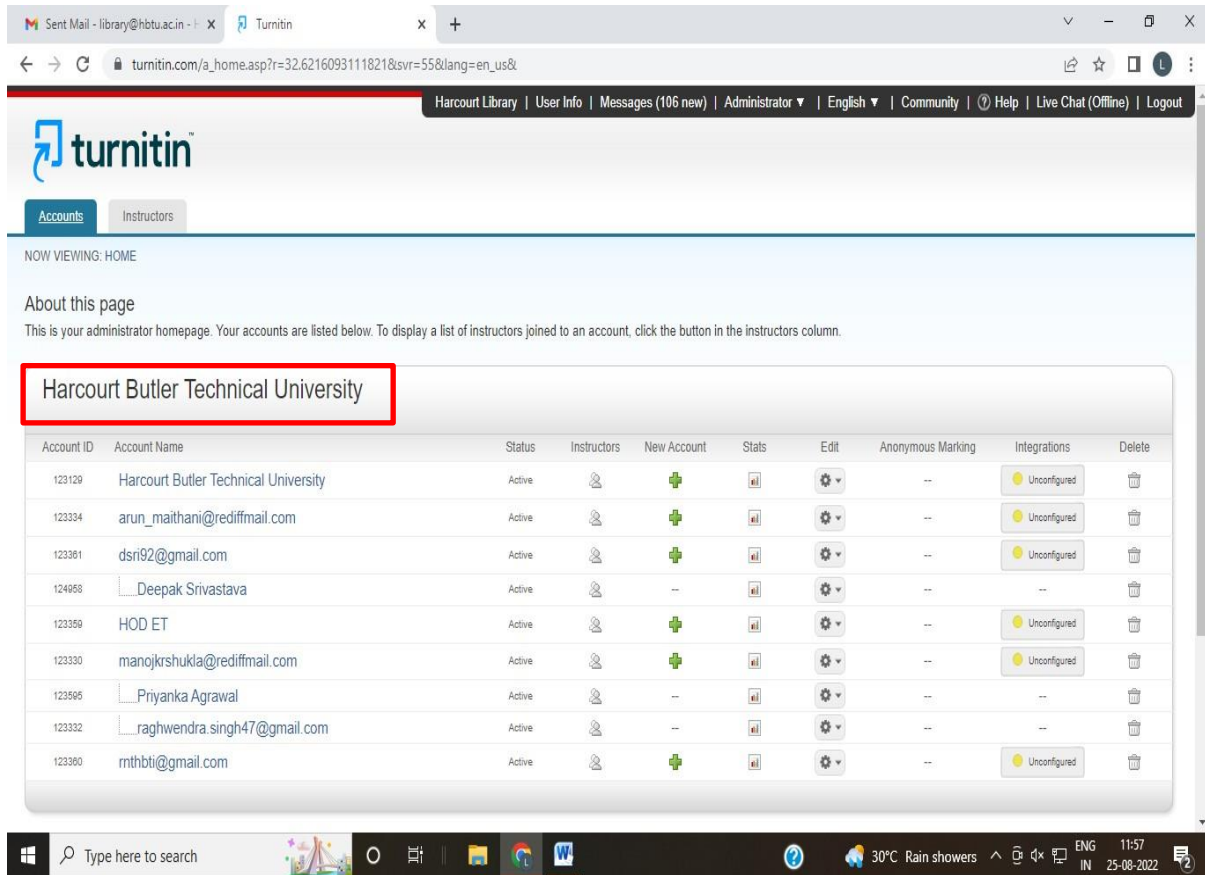 Sent Mail - library@hbtu.ac.in - H
Turnitin
turnitin.com/a_home.asp?r=32.6216093111821&svr=55&lang=en_us&
L
Harcourt Library | User Info | Messages (106 new) | Administrator ▼ | English ▼ | Community | ? Help | Live Chat (Offline) | Logout
turnitin™
Accounts Instructors
NOW VIEWING: HOME
About this page
This is your administrator homepage. Your accounts are listed below. To display a list of instructors joined to an account, click the button in the instructors column.
Harcourt Butler Technical University
Account ID Account Name Status Instructors New Account Stats Edit Anonymous Marking Integrations Delete
123129 Harcourt Butler Technical University Active -- Unconfigured
123334 arun_maithani@rediffmail.com Active -- Unconfigured
123361 dsri92@gmail.com Active -- Unconfigured
124958 Deepak Srivastava Active -- -- --
123359 HOD ET Active -- Unconfigured
123330 manojkrshukla@rediffmail.com Active -- Unconfigured
123595 Priyanka Agrawal Active -- -- --
123332 raghwendra.singh47@gmail.com Active -- -- --
123360 rnthbti@gmail.com Active -- Unconfigured
Type here to search
W
?
30°C Rain showers
ENG
IN
11:57
25-08-2022
2